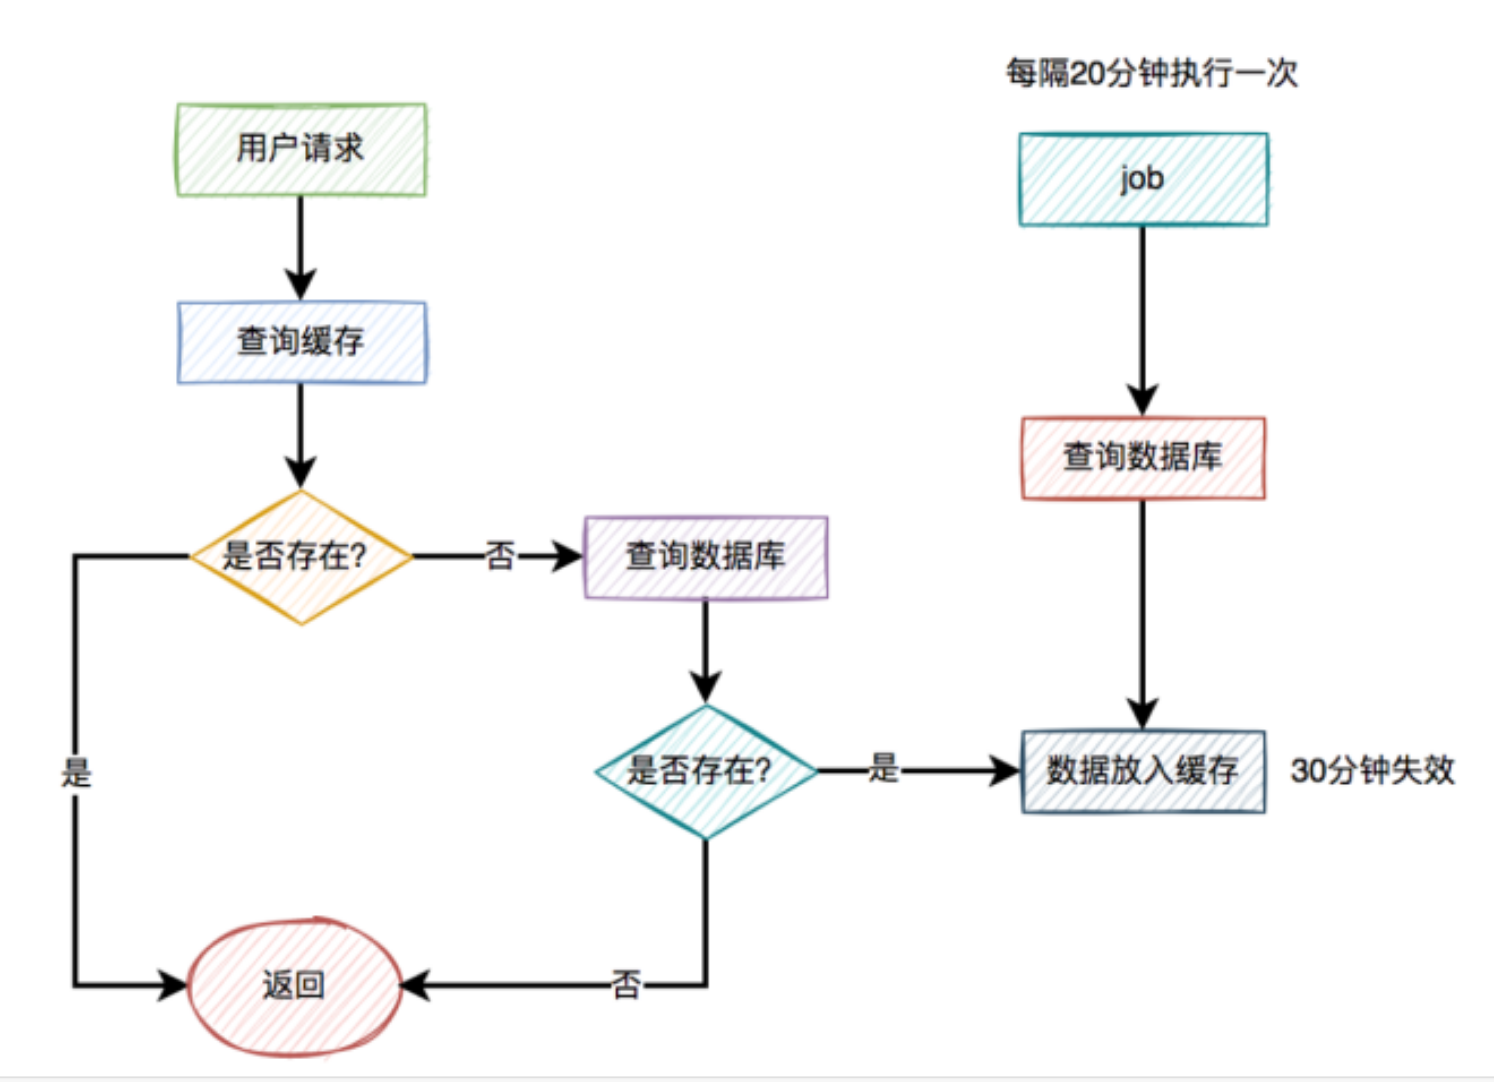 每隔20分钟执行一次
用户请求
job
查询缓存
查询数据库
是否存在?
否
查询数据库
是
是否存在?
是
数据放入缓存
30分钟失效
返回
否